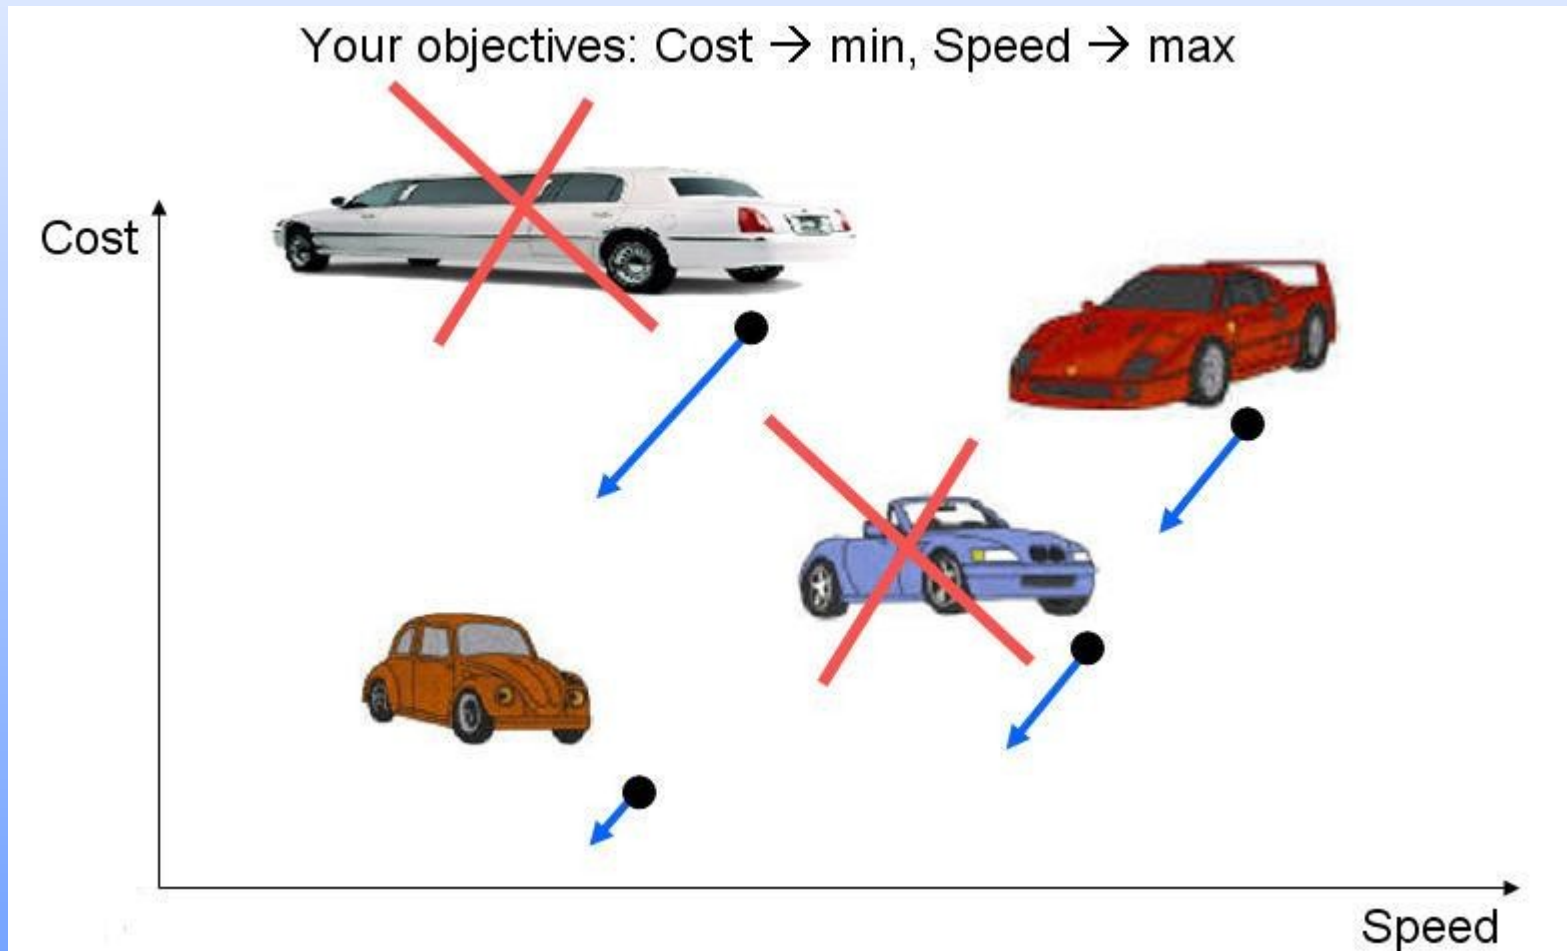 Your objectives: Cost → min, Speed → max
Cost
Speed